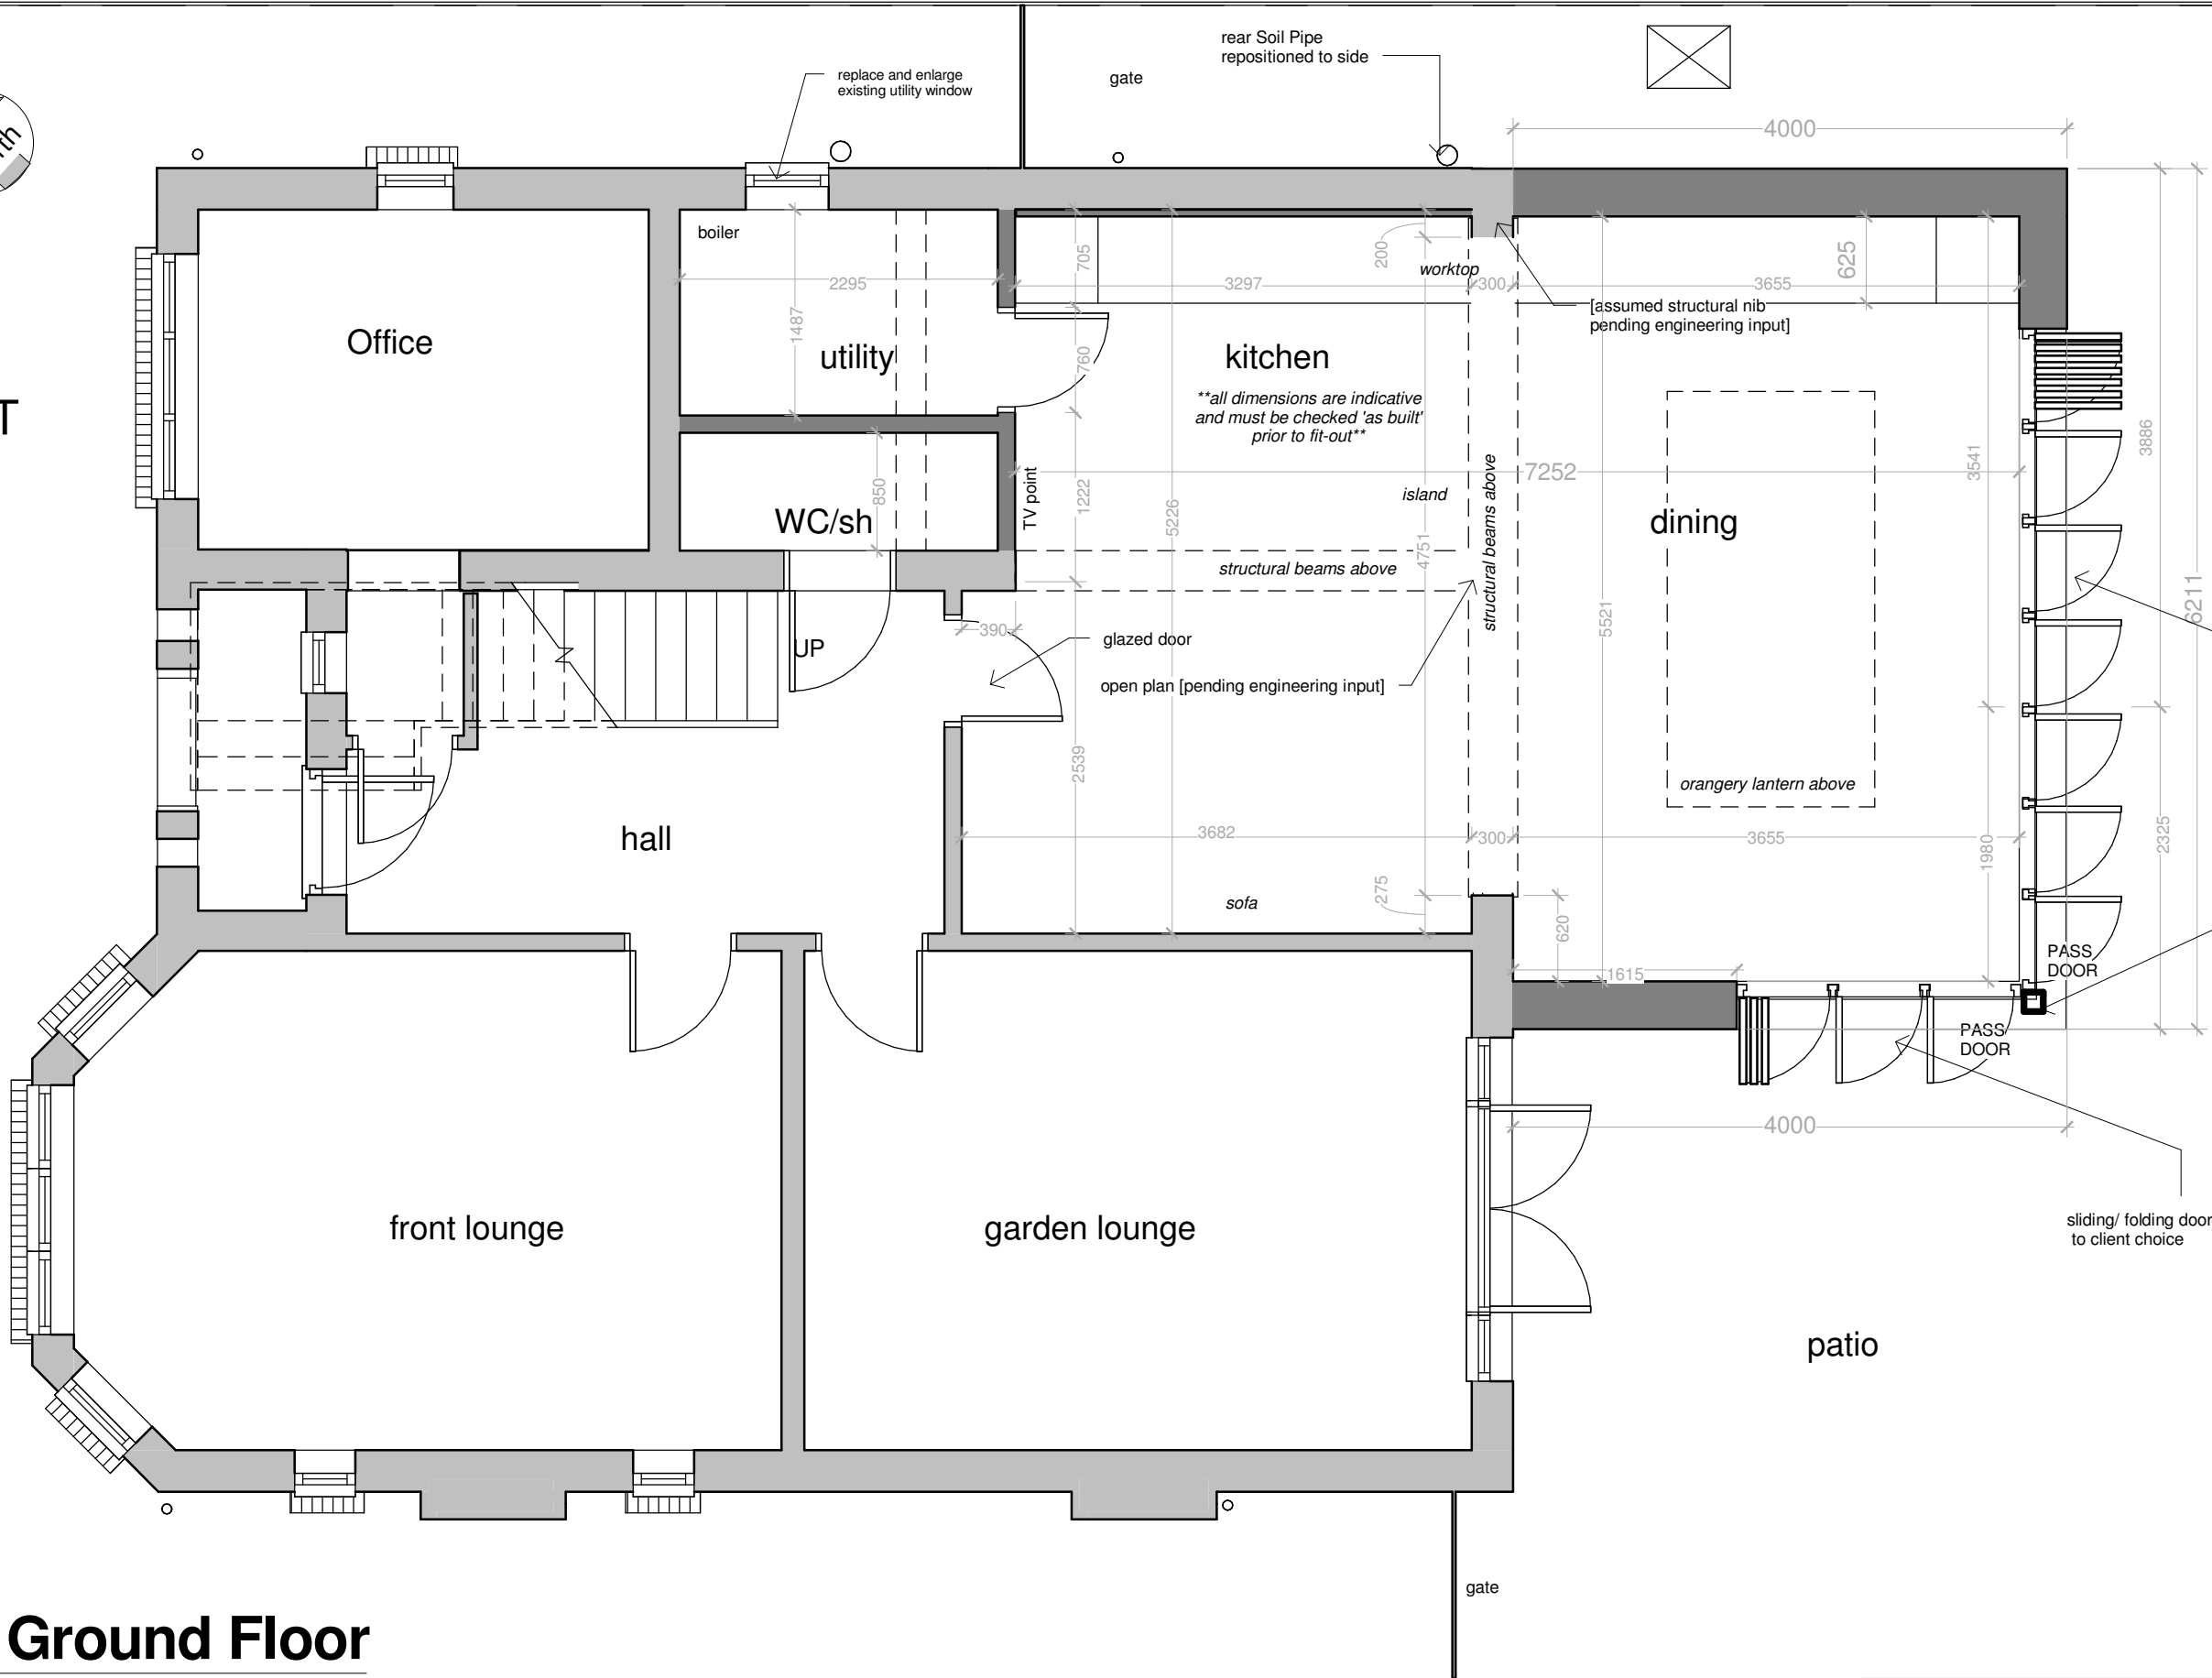 rear Soil Pipe
repositioned to side
gate
replace and enlarge
existing utility window
4000
boiler
705
200
625
worktop
2295
3297
300
3655
[assumed structural nib
pending engineering input]
1487
Office
utility
760
kitchen
**all dimensions are indicative
and must be checked 'as built'
prior to fit-out**
T
3886
3541
7252
TV point
850
1222
island
WC/sh
5226
4751
structural beams above
dining
structural beams above
5521
6211
390
UP
glazed door
open plan [pending engineering input]
2539
orangery lantern above
hall
3682
300
3655
1980
2325
sofa
275
620
PASS
DOOR
1615
PASS
DOOR
4000
front lounge
garden lounge
sliding/ folding door
to client choice
patio
gate
Ground Floor